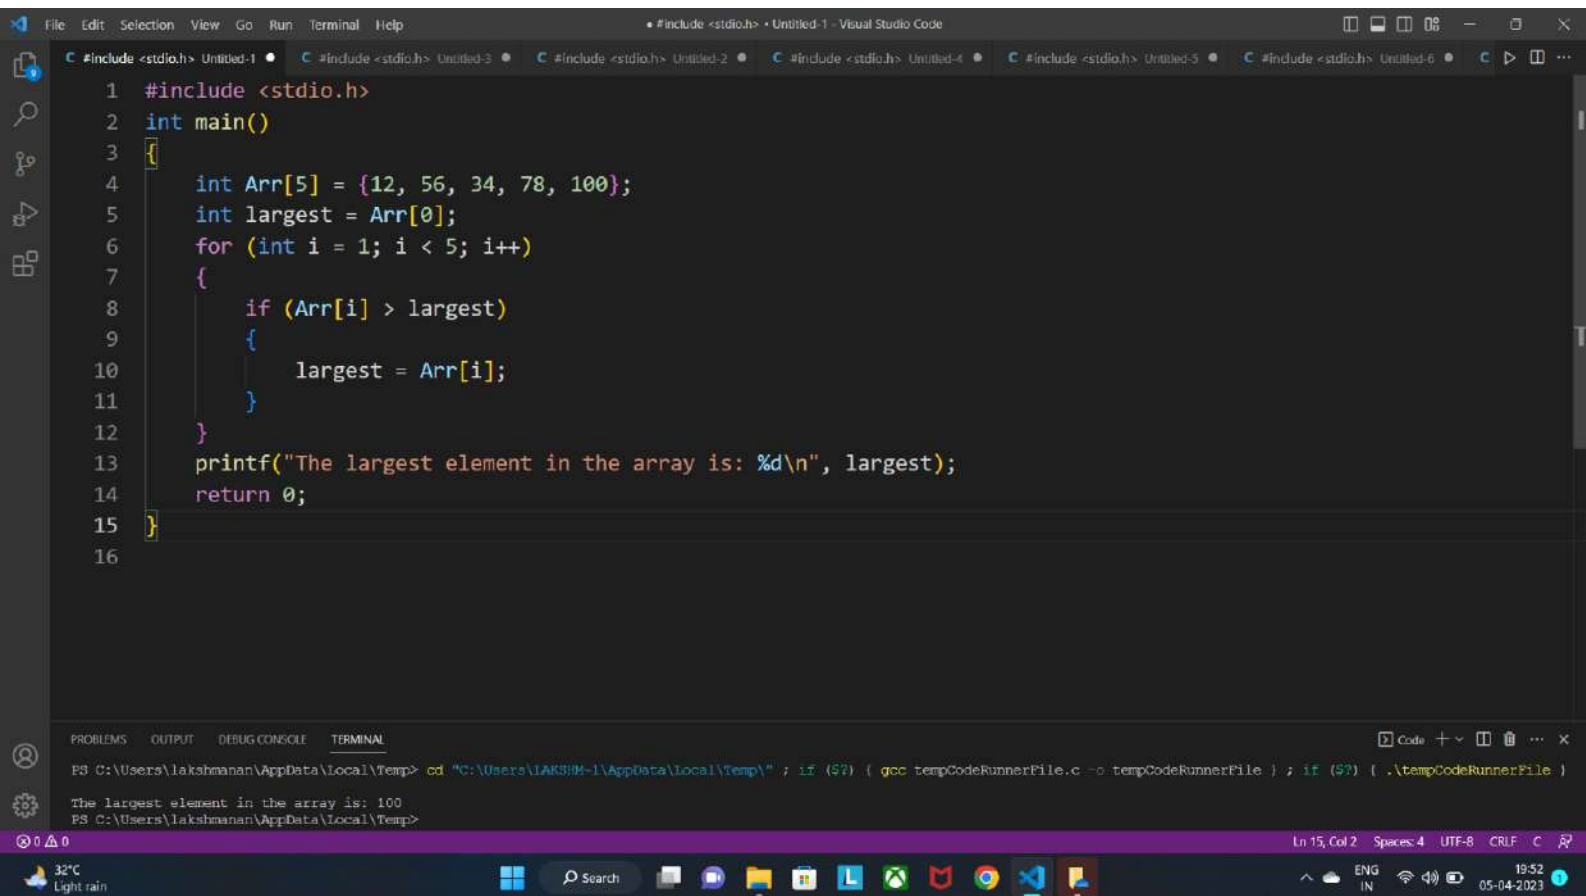 File Edit Selection View Go Run Terminal Help
● #include <stdio.h> • Untitled-1 - Visual Studio Code
C #include <stdio.h> Untitled-1 ● C #include <stdio.h> Untitled-3 ● C #include <stdio.h> Untitled-2 ● C #include <stdio.h> Untitled-4 ● C #include <stdio.h> Untitled-5 ● C #include <stdio.h> Untitled-6 ● C
1 #include <stdio.h>
2 int main()
3 {
4     int Arr[5] = {12, 56, 34, 78, 100};
5     int largest = Arr[0];
6     for (int i = 1; i < 5; i++)
7     {
8         if (Arr[i] > largest)
9         {
10             largest = Arr[i];
11         }
12     }
13     printf("The largest element in the array is: %d\n", largest);
14     return 0;
15 }
16
PROBLEMS OUTPUT DEBUG CONSOLE TERMINAL
Code
PS C:\Users\lakshmanan\AppData\Local\Temp> cd "C:\Users\LAKSHM~1\AppData\Local\Temp\" ; if ($?) { gcc tempCodeRunnerFile.c -o tempCodeRunnerFile } ; if ($?) { .\tempCodeRunnerFile }
The largest element in the array is: 100
PS C:\Users\lakshmanan\AppData\Local\Temp>
0 0
Ln 15, Col 2 Spaces: 4 UTF-8 CRLF C
32°C
Light rain
Search
ENG
IN
19:52
05-04-2023
1